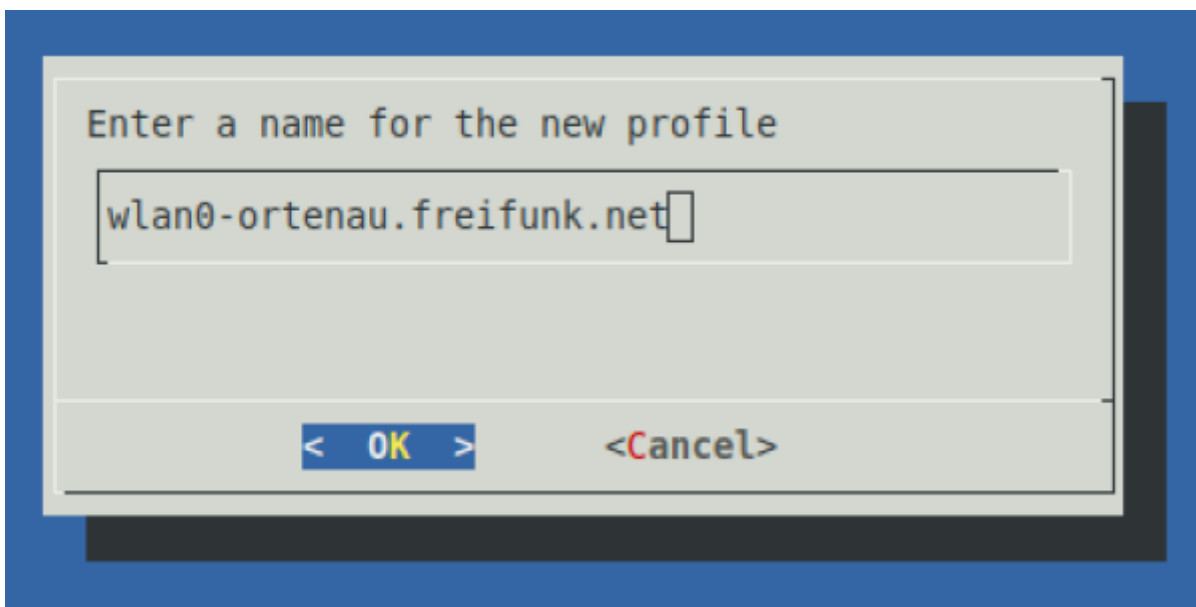 Enter a name for the new profile
wlan0-ortenau.freifunk.net
<  OK  > <Cancel>